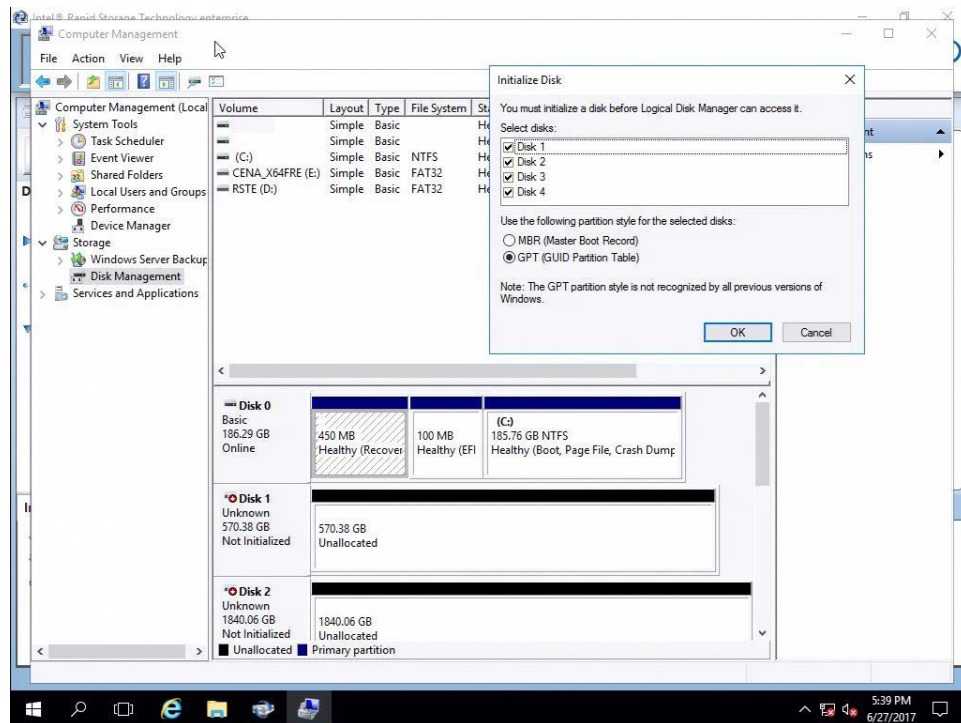 Intel® Rapid Storage Technology enterprise
Computer Management
File Action View Help
Computer Management (Local
System Tools
Task Scheduler
Event Viewer
Shared Folders
Local Users and Groups
Performance
Device Manager
Storage
Windows Server Backup
Disk Management
Services and Applications
Volume Layout Type File System St
Simple Basic He
Simple Basic He
(C:) Simple Basic NTFS He
CENA_X64FRE (E:) Simple Basic FAT32 He
RSTE (D:) Simple Basic FAT32 He
Initialize Disk
You must initialize a disk before Logical Disk Manager can access it.
Select disks:
Disk 1
Disk 2
Disk 3
Disk 4
Use the following partition style for the selected disks:
MBR (Master Boot Record)
GPT (GUID Partition Table)
Note: The GPT partition style is not recognized by all previous versions of
Windows.
OK Cancel
nt
ns
D
In
Disk 0
Basic
186.29 GB
Online
450 MB
Healthy (Recover
100 MB
Healthy (EFI
(C:)
185.76 GB NTFS
Healthy (Boot, Page File, Crash Dump
Disk 1
Unknown
570.38 GB
Not Initialized
570.38 GB
Unallocated
Disk 2
Unknown
1840.06 GB
Not Initialized
1840.06 GB
Unallocated
Unallocated Primary partition
5:39 PM
6/27/2017